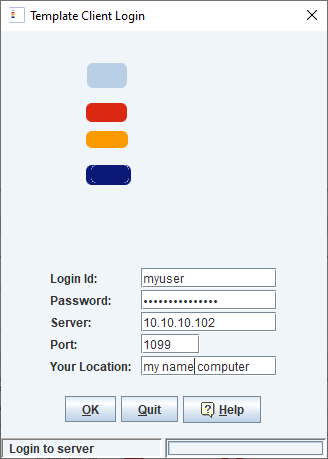 Template Client Login
Login Id: myuser
Password: •••••••••••••••
Server: 10.10.10.102
Port: 1099
Your Location: my name computer
OK Quit Help
Login to server